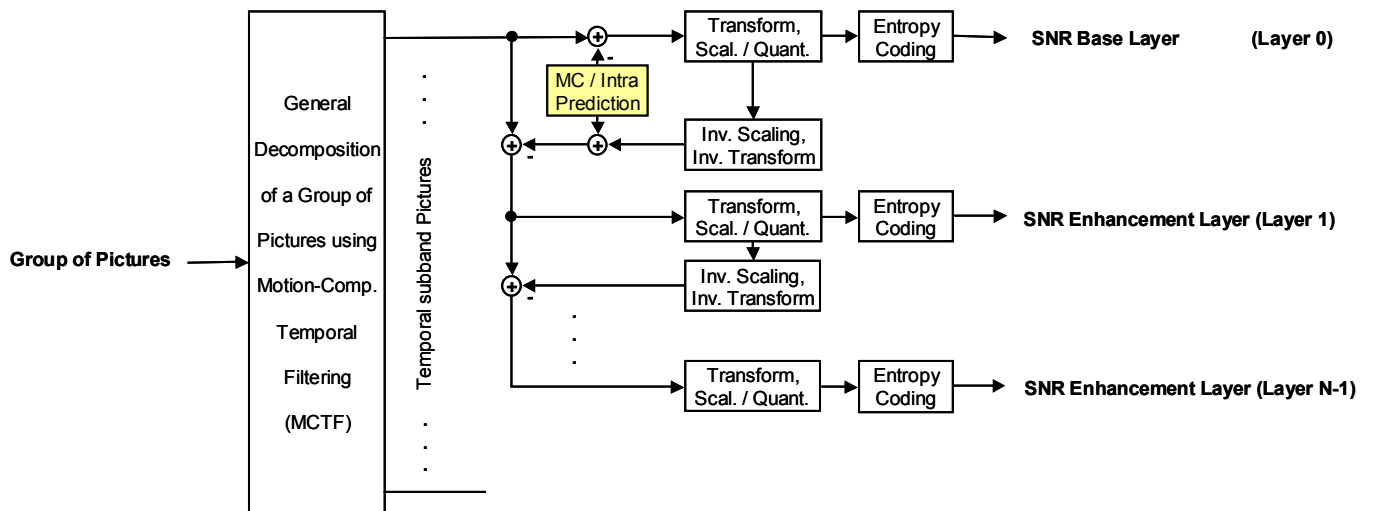 General
Decomposition
of a Group of
Pictures using
Motion-Comp.
Temporal
Filtering
(MCTF)
Group of Pictures
Temporal subband Pictures
MC / Intra
Prediction
Transform,
Scal. / Quant.
Entropy
Coding
SNR Base Layer (Layer 0)
Inv. Scaling,
Inv. Transform
Transform,
Scal. / Quant.
Entropy
Coding
SNR Enhancement Layer (Layer 1)
Inv. Scaling,
Inv. Transform
Transform,
Scal. / Quant.
Entropy
Coding
SNR Enhancement Layer (Layer N-1)